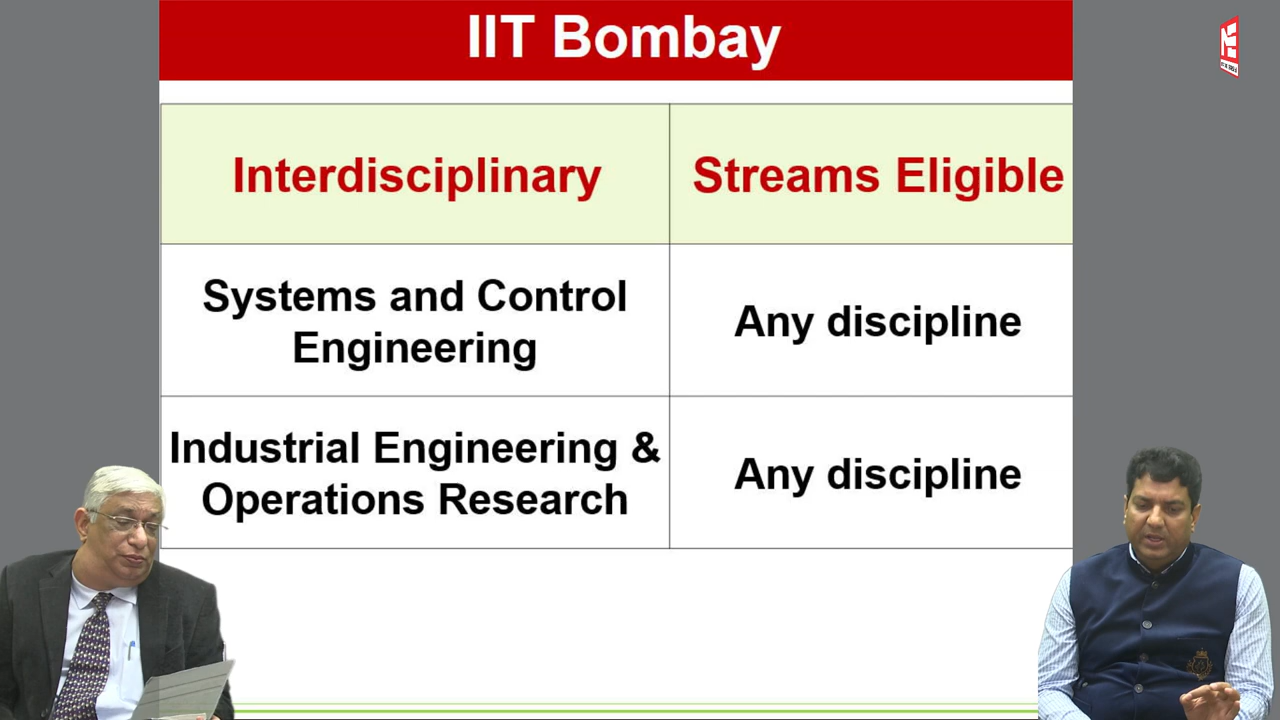 IIT Bombay
Interdisciplinary
Streams Eligible
Systems and Control
Engineering
Any discipline
Industrial Engineering &
Operations Research
Any discipline